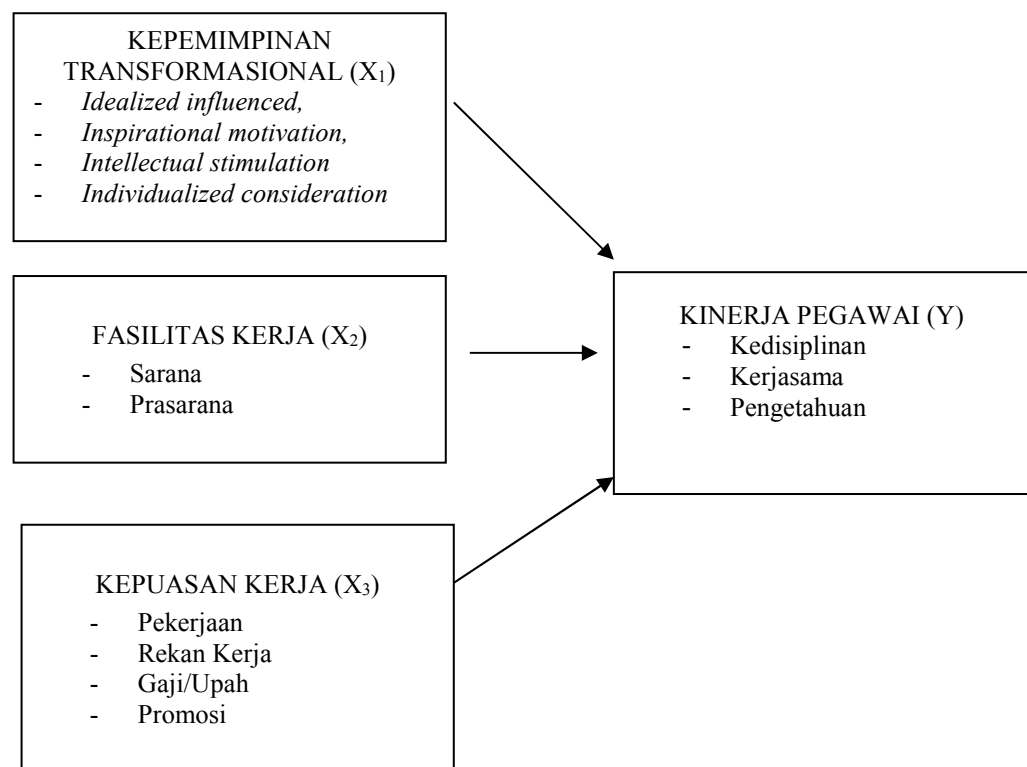 KEPEMIMPINAN
TRANSFORMASIONAL (X₁)
- Idealized influenced,
- Inspirational motivation,
- Intellectual stimulation
- Individualized consideration
FASILITAS KERJA (X₂)
- Sarana
- Prasarana
KEPUASAN KERJA (X₃)
- Pekerjaan
- Rekan Kerja
- Gaji/Upah
- Promosi
KINERJA PEGAWAI (Y)
- Kedisiplinan
- Kerjasama
- Pengetahuan